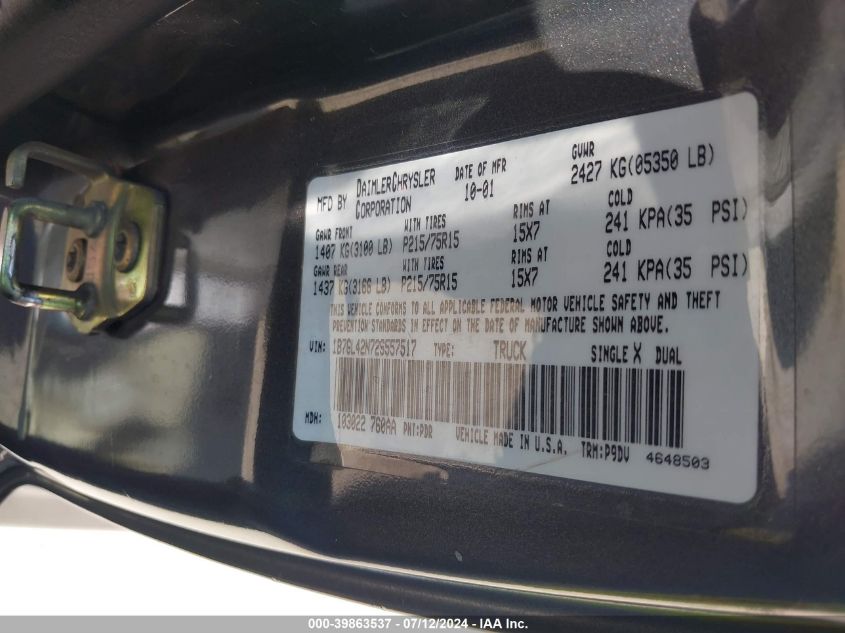 MFD BY DAIMLERCHRYSLER CORPORATION DATE OF MFR 10-01 GVWR 2427 KG(05350 LB)
GAWR FRONT WITH TIRES RIMS AT COLD
1407 KG(3100 LB) P215/75R15 15X7 241 KPA(35 PSI)
GAWR REAR WITH TIRES RIMS AT COLD
1437 KG(3168 LB) P215/75R15 15X7 241 KPA(35 PSI)
THIS VEHICLE CONFORMS TO ALL APPLICABLE FEDERAL MOTOR VEHICLE SAFETY AND THEFT
PREVENTION STANDARDS IN EFFECT ON THE DATE OF MANUFACTURE SHOWN ABOVE.
VIN: 1B7GL42N72S557517 TYPE: TRUCK SINGLE X DUAL
MDH: 103022 760AA PNT:PDR VEHICLE MADE IN U.S.A. TRM:P9DV 4648503
000-39863537 - 07/12/2024 - IAA Inc.